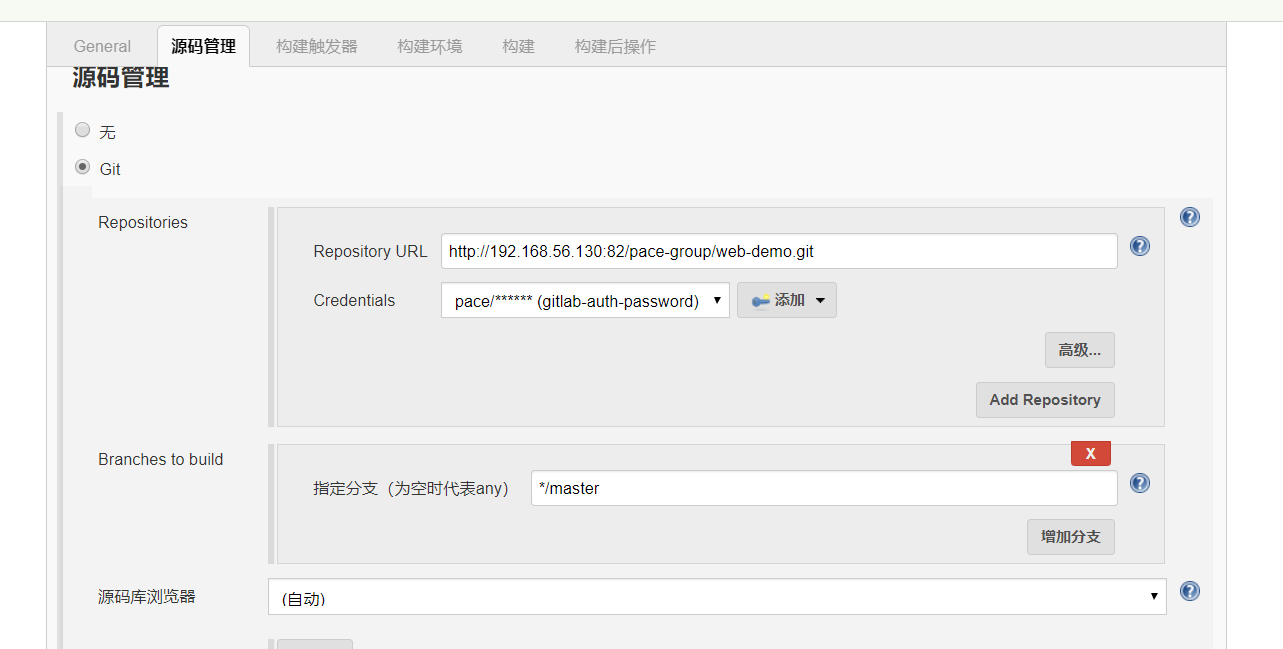 General 源码管理 构建触发器 构建环境 构建 构建后操作
源码管理
无
Git
Repositories
Repository URL http://192.168.56.130:82/pace-group/web-demo.git
Credentials pace/****** (gitlab-auth-password) 添加
高级...
Add Repository
Branches to build
X
指定分支（为空时代表any） */master
增加分支
源码库浏览器 (自动)